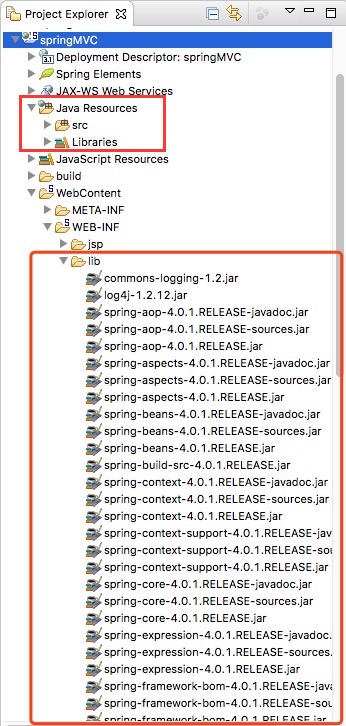 Project Explorer
springMVC
Deployment Descriptor: springMVC
Spring Elements
JAX-WS Web Services
Java Resources
src
Libraries
JavaScript Resources
build
WebContent
META-INF
WEB-INF
jsp
lib
commons-logging-1.2.jar
log4j-1.2.12.jar
spring-aop-4.0.1.RELEASE-javadoc.jar
spring-aop-4.0.1.RELEASE-sources.jar
spring-aop-4.0.1.RELEASE.jar
spring-aspects-4.0.1.RELEASE-javadoc.jar
spring-aspects-4.0.1.RELEASE-sources.jar
spring-aspects-4.0.1.RELEASE.jar
spring-beans-4.0.1.RELEASE-javadoc.jar
spring-beans-4.0.1.RELEASE-sources.jar
spring-beans-4.0.1.RELEASE.jar
spring-build-src-4.0.1.RELEASE.jar
spring-context-4.0.1.RELEASE-javadoc.jar
spring-context-4.0.1.RELEASE-sources.jar
spring-context-4.0.1.RELEASE.jar
spring-context-support-4.0.1.RELEASE-jav
spring-context-support-4.0.1.RELEASE-sou
spring-context-support-4.0.1.RELEASE.jar
spring-core-4.0.1.RELEASE-javadoc.jar
spring-core-4.0.1.RELEASE-sources.jar
spring-core-4.0.1.RELEASE.jar
spring-expression-4.0.1.RELEASE-javadoc.
spring-expression-4.0.1.RELEASE-sources.
spring-expression-4.0.1.RELEASE.jar
spring-framework-bom-4.0.1.RELEASE-jav
spring-framework-bom-4.0.1.RELEASE-sou
spring-framework-bom-4.0.1.RELEASE.jar